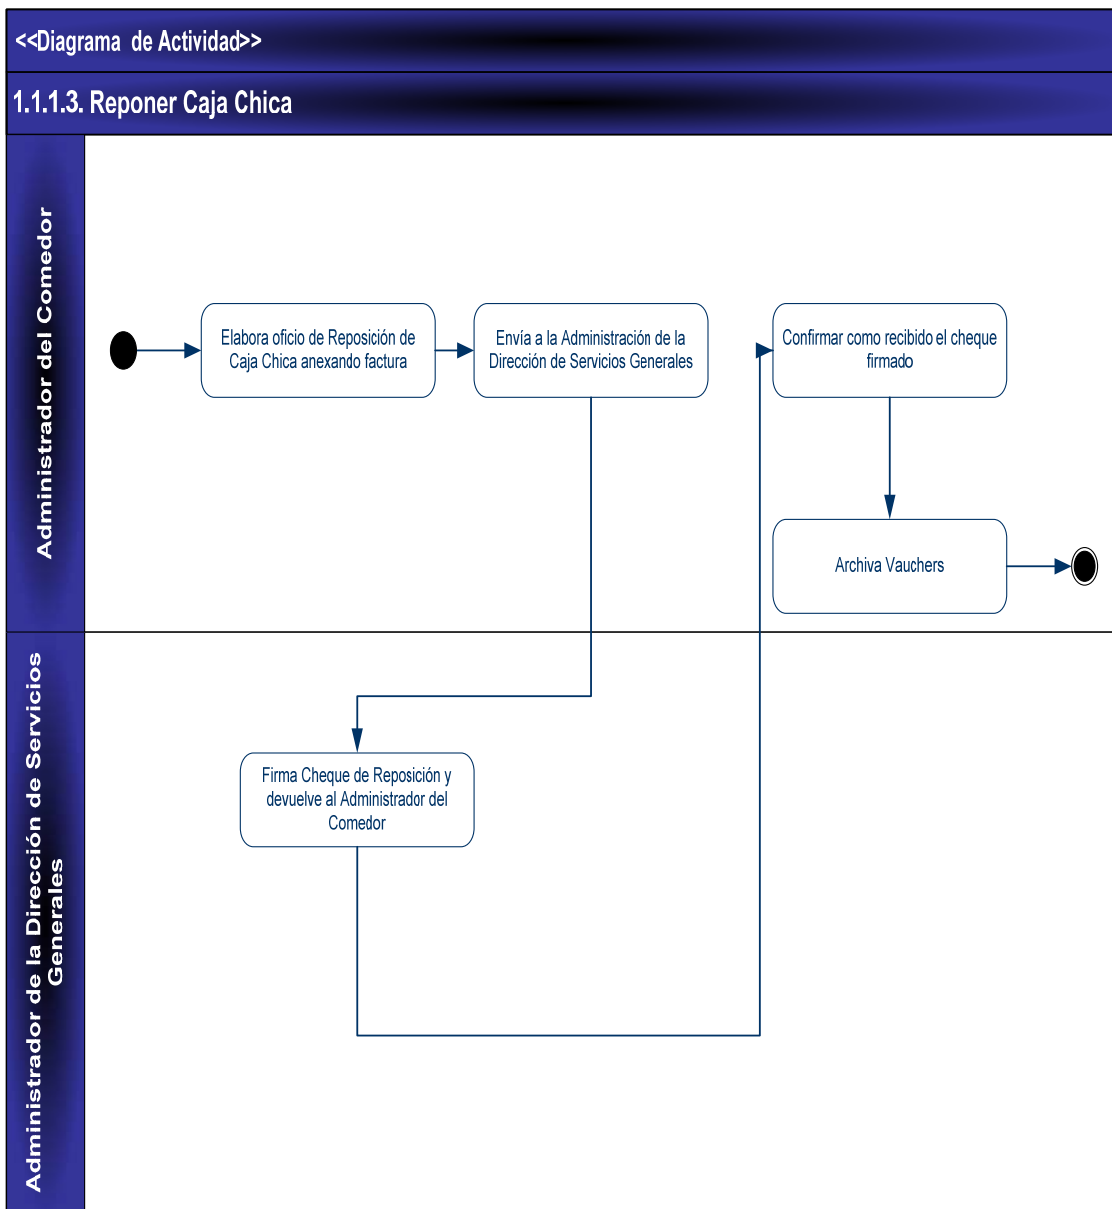 <<Diagrama de Actividad>>
1.1.1.3. Reponer Caja Chica
Administrador del Comedor
Elabora oficio de Reposición de
Caja Chica anexando factura
Envía a la Administración de la
Dirección de Servicios Generales
Confirmar como recibido el cheque
firmado
Archiva Vauchers
Administrador de la Dirección de Servicios
Generales
Firma Cheque de Reposición y
devuelve al Administrador del
Comedor